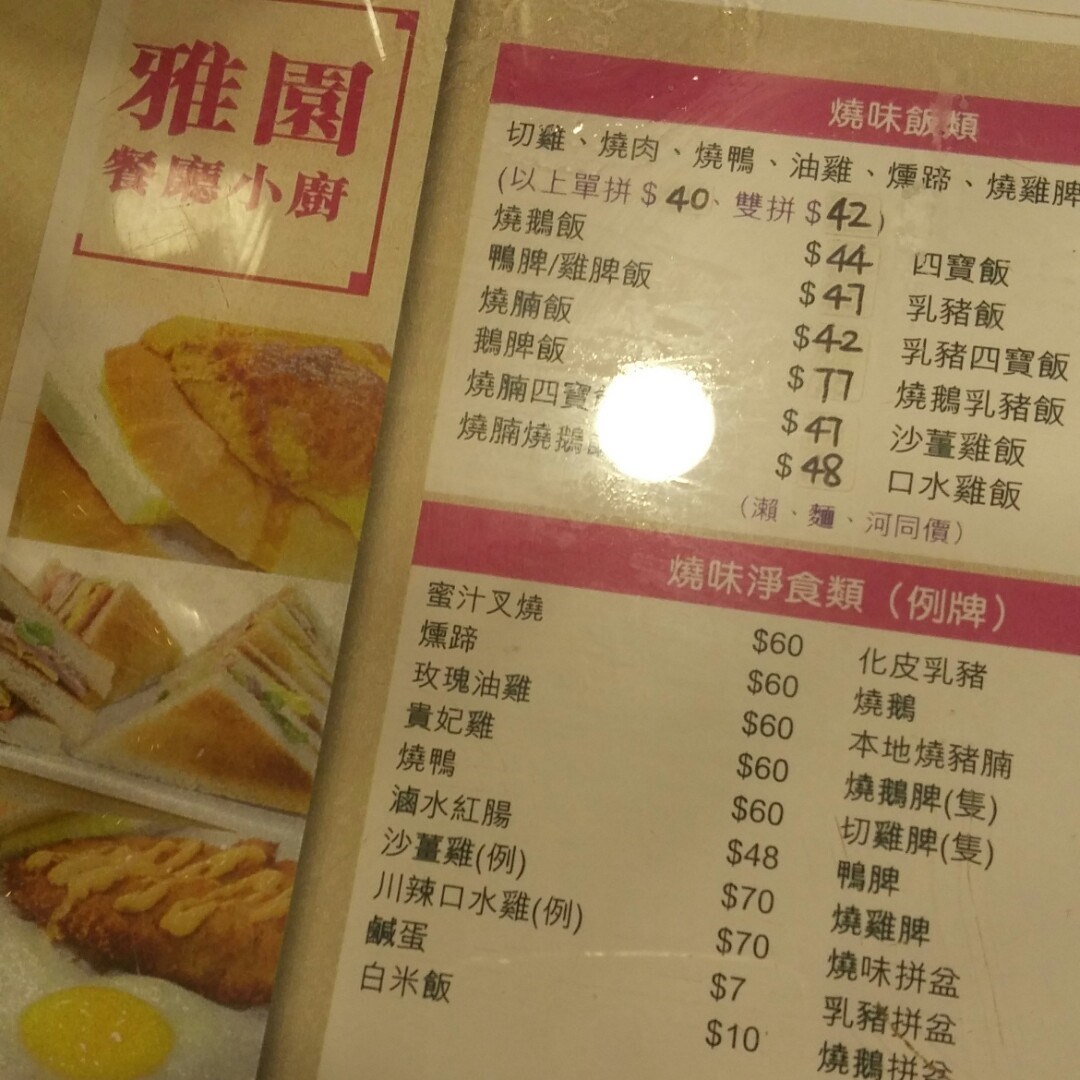 雅園
餐廳小廚
燒味飯類
切雞、燒肉、燒鴨、油雞、燻蹄、燒雞脾
(以上單拼$40、雙拼$42)
燒鵝飯 $44 四寶飯
鴨脾/雞脾飯 $47 乳豬飯
燒腩飯 $42 乳豬四寶飯
鵝脾飯 $77 燒鵝乳豬飯
燒腩四寶 $47 沙薑雞飯
燒腩燒鵝 $48 口水雞飯
(瀨、麵、河同價)
燒味淨食類(例牌)
蜜汁叉燒 $60 化皮乳豬
燻蹄 $60 燒鵝
玫瑰油雞 $60 本地燒豬腩
貴妃雞 $60 燒鵝脾(隻)
燒鴨 $60 切雞脾(隻)
滷水紅腸 $48 鴨脾
沙薑雞(例) $70 燒雞脾
川辣口水雞(例) $70 燒味拼盆
鹹蛋 $7 乳豬拼盆
白米飯 $10 燒鵝拼盆